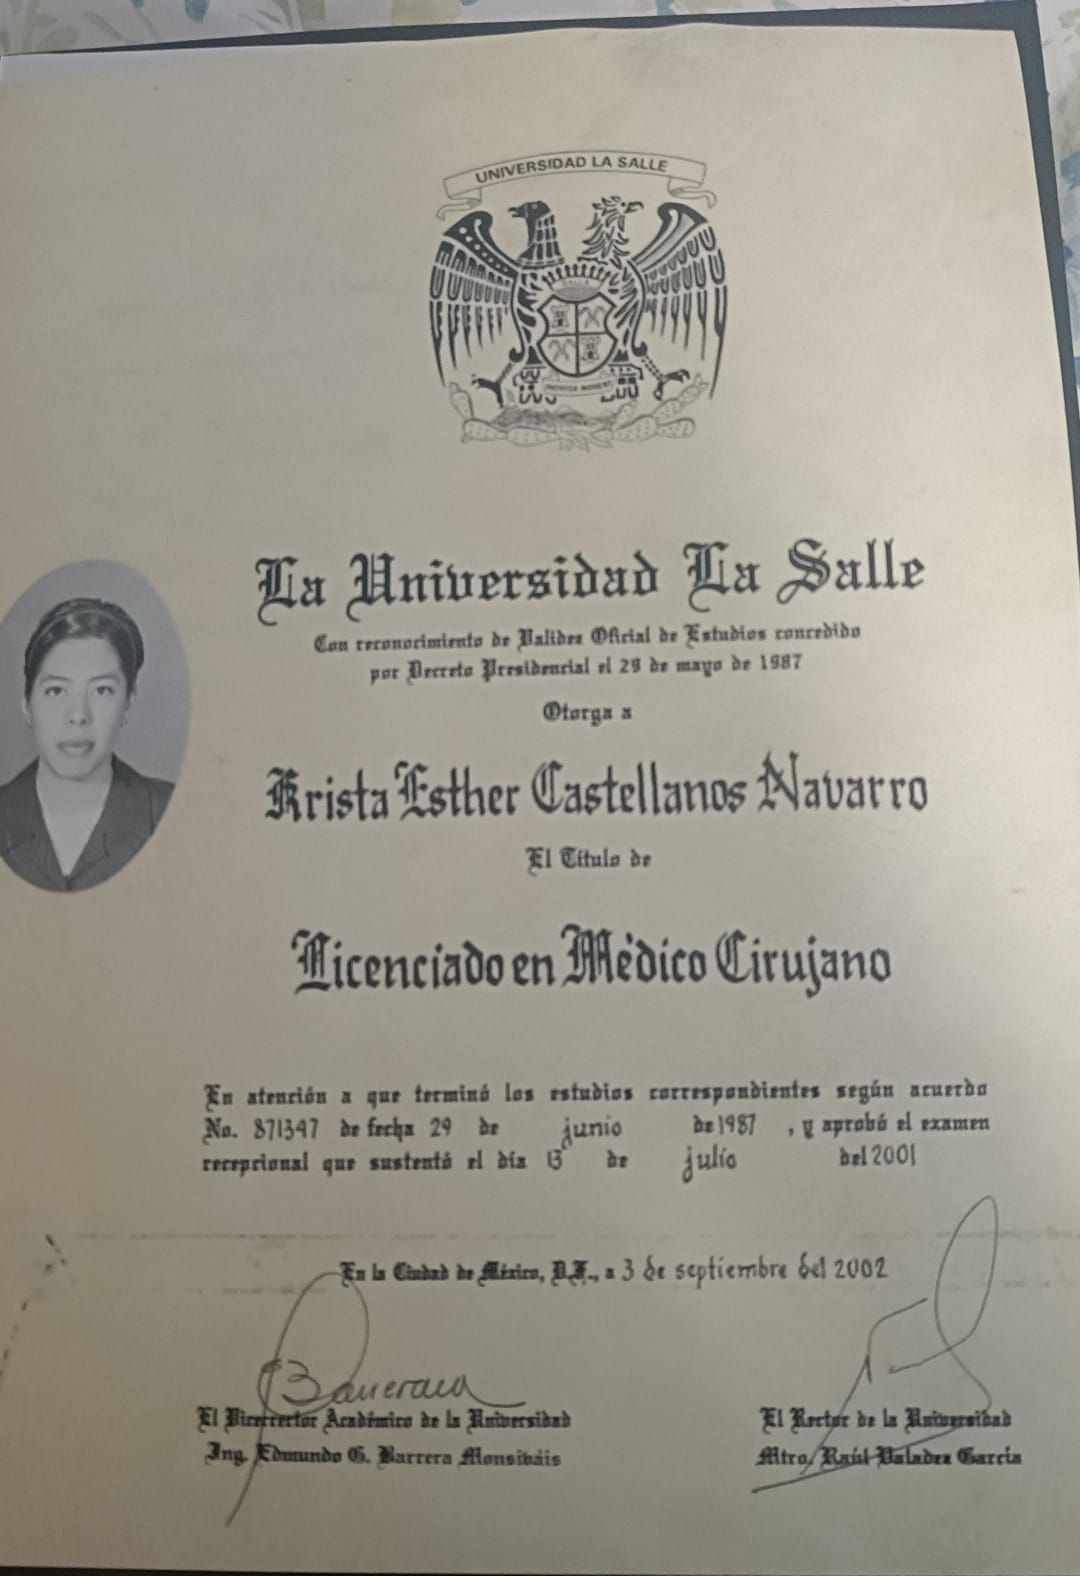 UNIVERSIDAD LA SALLE
SALLE
INDIVISA MANENT
La Universidad La Salle
Con reconocimiento de Validez Oficial de Estudios concedido
por Decreto Presidencial el 29 de mayo de 1987
Otorga a
Krista Esther Castellanos Navarro
El Título de
Licenciado en Médico Cirujano
En atención a que terminó los estudios correspondientes según acuerdo
No. 871347 de fecha 29 de junio de 1987 , y aprobó el examen
recepcional que sustentó el día 13 de julio del 2001
En la Ciudad de México, D.F., a 3 de septiembre del 2002
El Vicerrector Académico de la Universidad
Ing. Edmundo G. Barrera Monsiváis
El Rector de la Universidad
Mtro. Raúl Valadez García